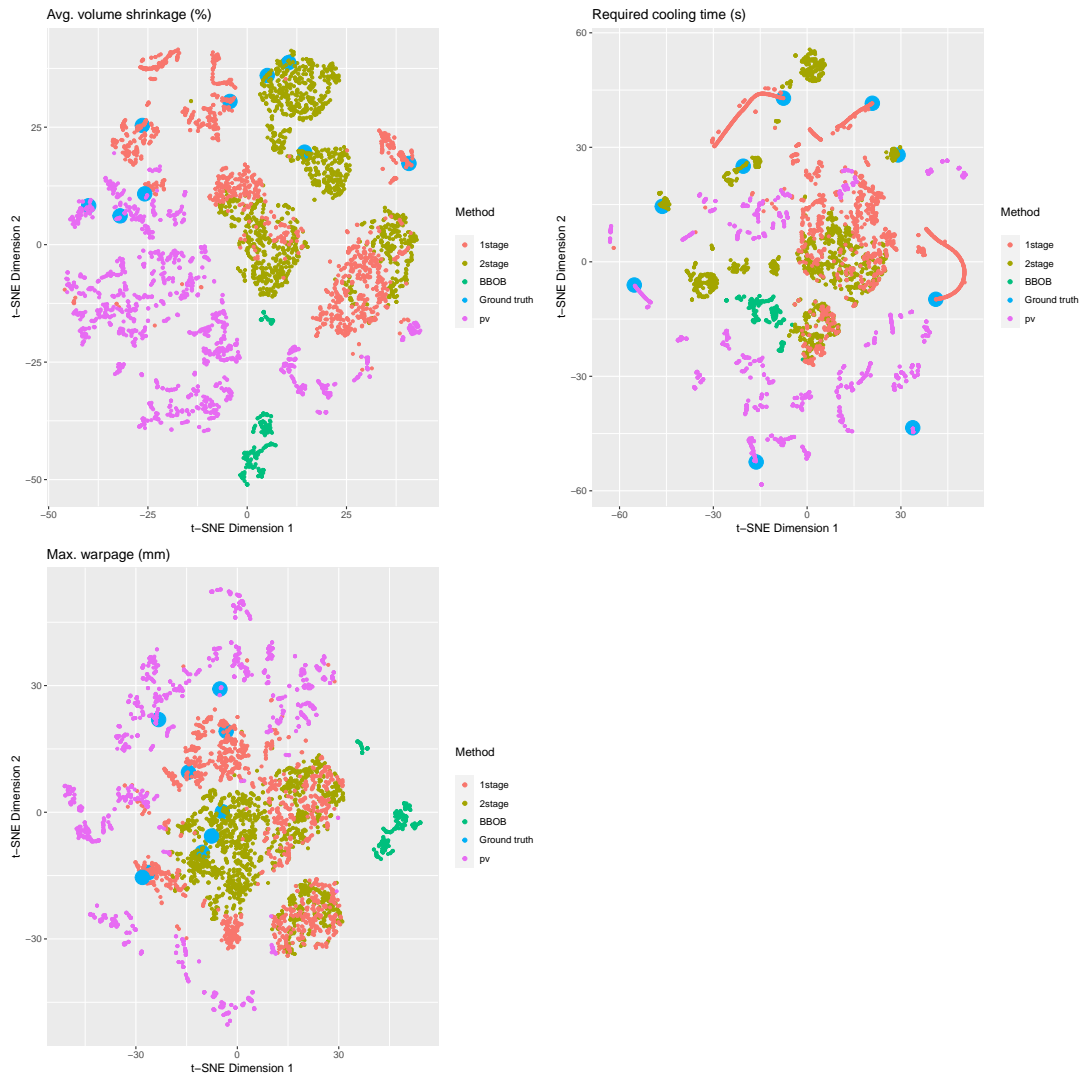 Avg. volume shrinkage (%)
25
0
−25
−50
−50
−25
0
25
t−SNE Dimension 1
t−SNE Dimension 2
Method
1stage
2stage
BBOB
Ground truth
pv
Required cooling time (s)
60
30
0
−30
−60
−60
−30
0
30
t−SNE Dimension 1
t−SNE Dimension 2
Method
1stage
2stage
BBOB
Ground truth
pv
Max. warpage (mm)
30
0
−30
−30
0
30
t−SNE Dimension 1
t−SNE Dimension 2
Method
1stage
2stage
BBOB
Ground truth
pv